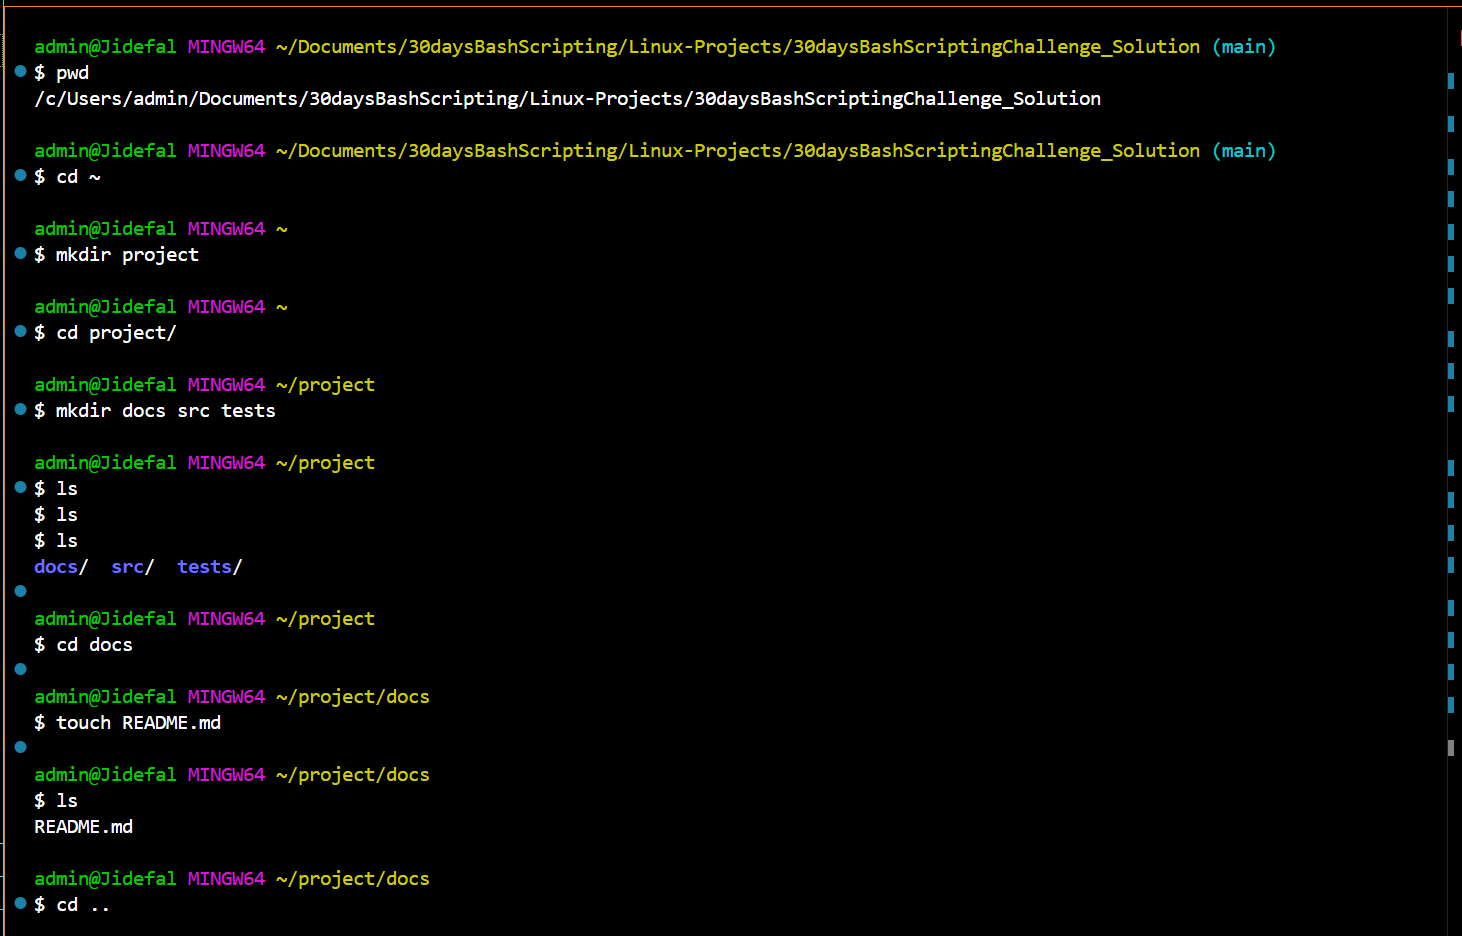 admin@Jidefal MINGW64 ~/Documents/30daysBashScripting/Linux-Projects/30daysBashScriptingChallenge_Solution (main)
$ pwd
/c/Users/admin/Documents/30daysBashScripting/Linux-Projects/30daysBashScriptingChallenge_Solution
admin@Jidefal MINGW64 ~/Documents/30daysBashScripting/Linux-Projects/30daysBashScriptingChallenge_Solution (main)
$ cd ~
admin@Jidefal MINGW64 ~
$ mkdir project
admin@Jidefal MINGW64 ~
$ cd project/
admin@Jidefal MINGW64 ~/project
$ mkdir docs src tests
admin@Jidefal MINGW64 ~/project
$ ls
$ ls
$ ls
docs/  src/  tests/
admin@Jidefal MINGW64 ~/project
$ cd docs
admin@Jidefal MINGW64 ~/project/docs
$ touch README.md
admin@Jidefal MINGW64 ~/project/docs
$ ls
README.md
admin@Jidefal MINGW64 ~/project/docs
$ cd ..